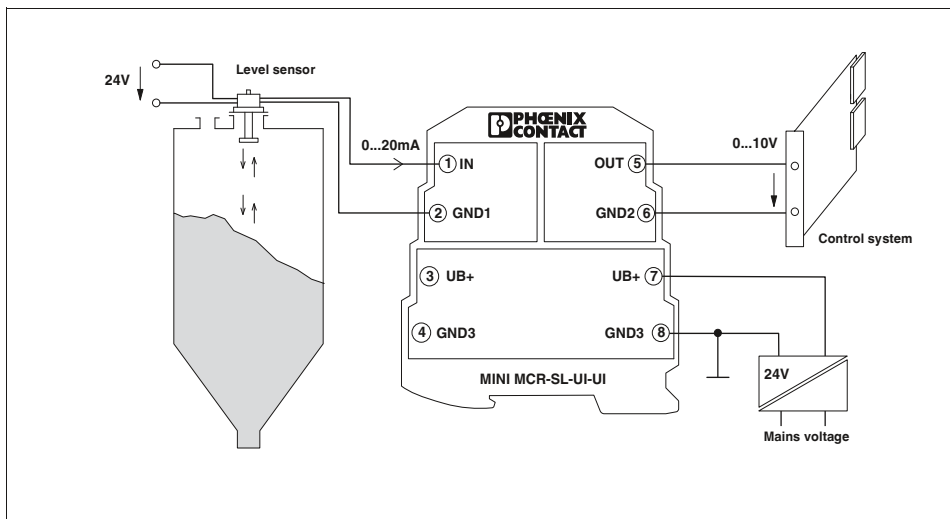 24V
Level sensor
PHŒNIX
CONTACT
0...20mA
1 IN
OUT 5
0...10V
2 GND1
GND2 6
Control system
3 UB+
UB+ 7
4 GND3
GND3 8
24V
MINI MCR-SL-UI-UI
Mains voltage